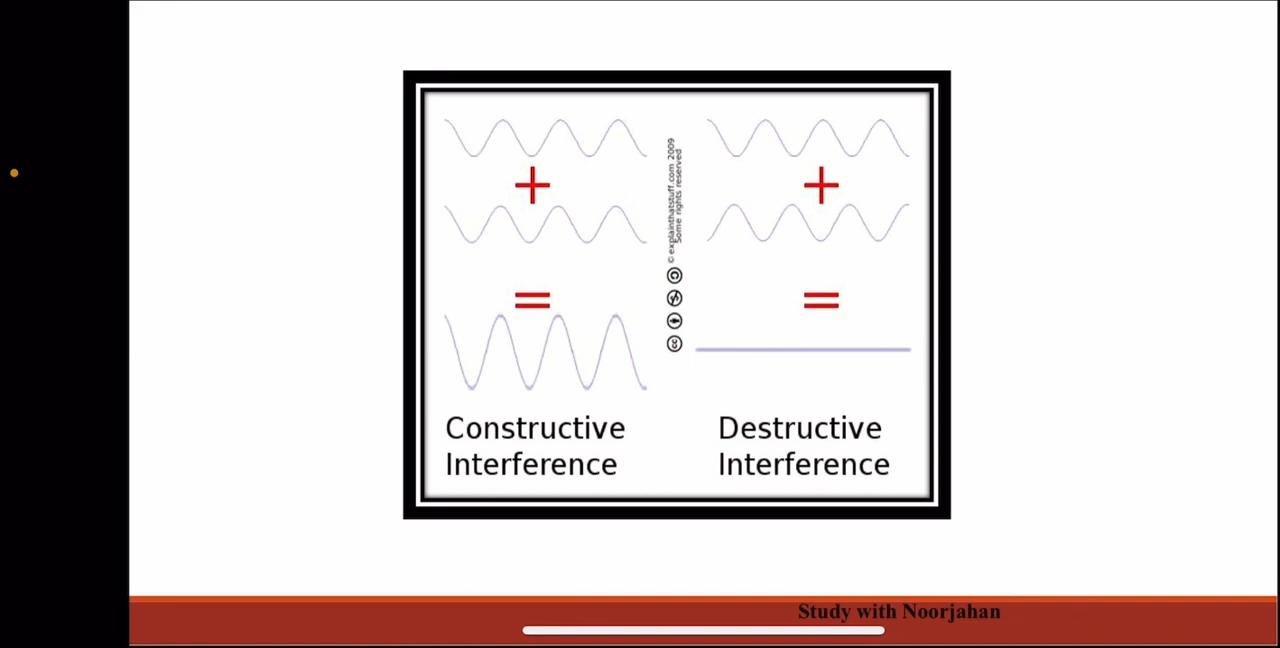 © explainthatstuff.com 2009
Some rights reserved
Constructive
Interference
Destructive
Interference
Study with Noorjahan